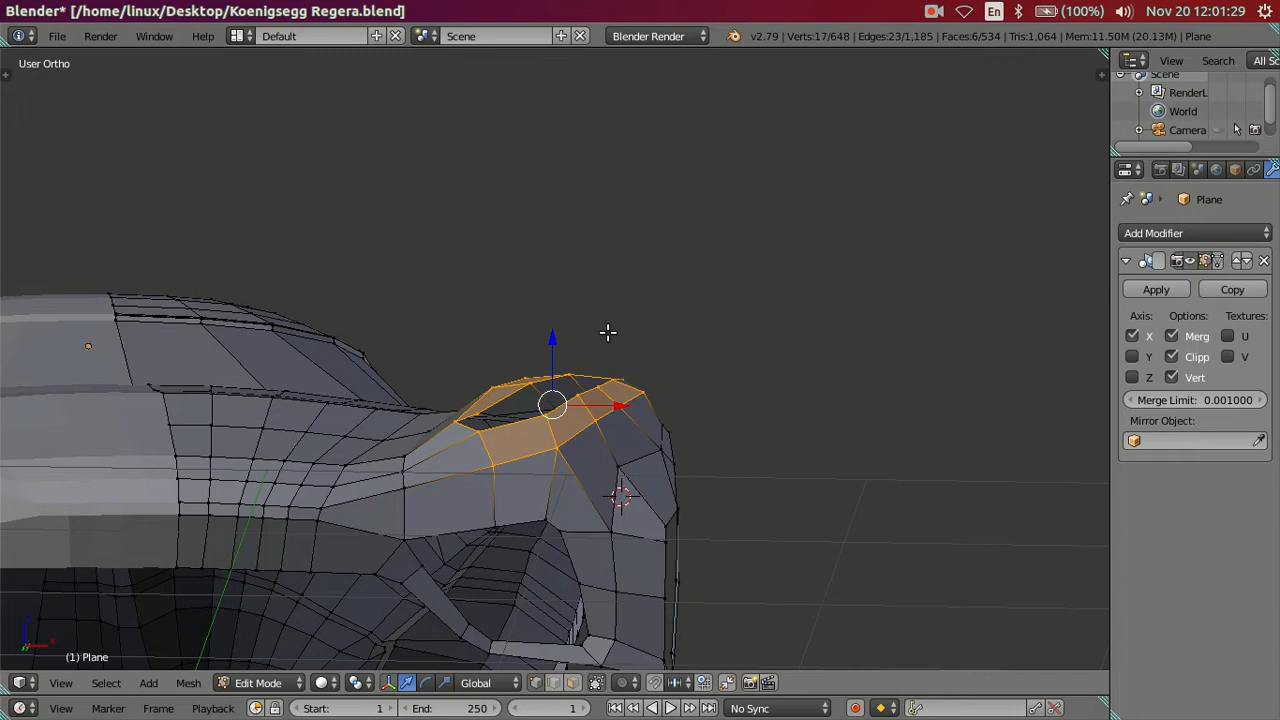 Blender* [/home/linux/Desktop/Koenigsegg Regera.blend] En (100%) Nov 20 12:01:29
File Render Window Help Default Scene Blender Render v2.79 | Verts:17/648 | Edges:23/1,185 | Faces:6/534 | Tris:1,064 | Mem:11.50M (20.13M) | Plane
User Ortho
View Search All Sc
Scene
RenderL
World
Camera
Plane
Add Modifier
Apply Copy
Axis: Options: Textures:
X Merg U
Y Clipp V
Z Vert
Merge Limit: 0.001000
Mirror Object:
(1) Plane
View Select Add Mesh Edit Mode Global
View Marker Frame Playback Start: 1 End: 250 1 No Sync